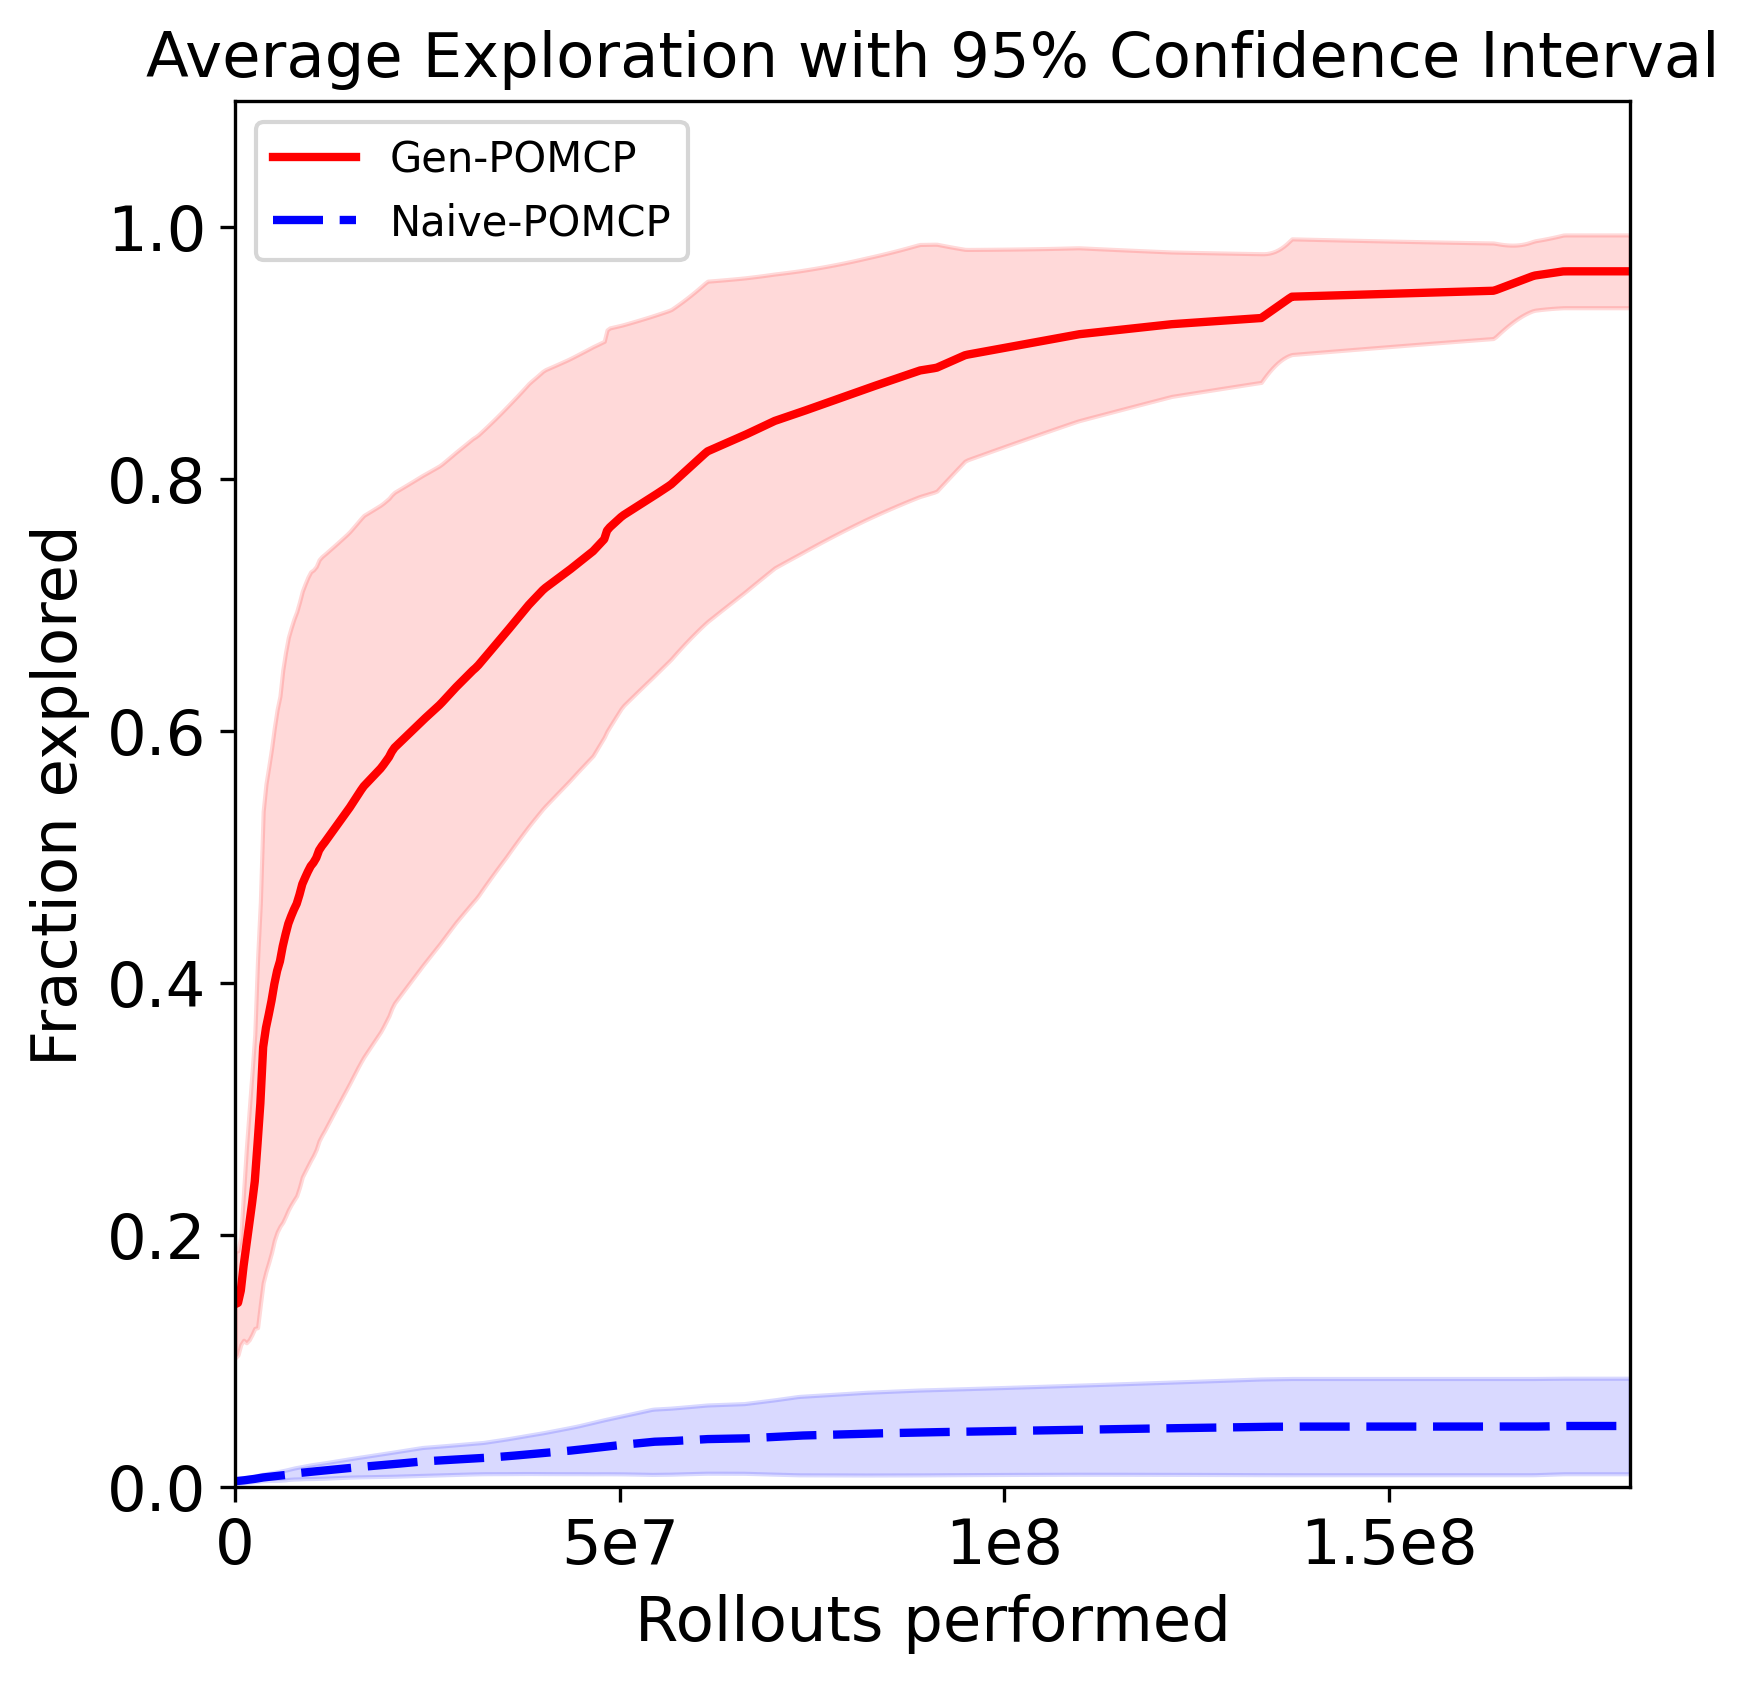 Average Exploration with 95% Confidence Interval
Gen-POMCP
Naive-POMCP
Fraction explored
1.0
0.8
0.6
0.4
0.2
0.0
0
5e7
1e8
1.5e8
Rollouts performed